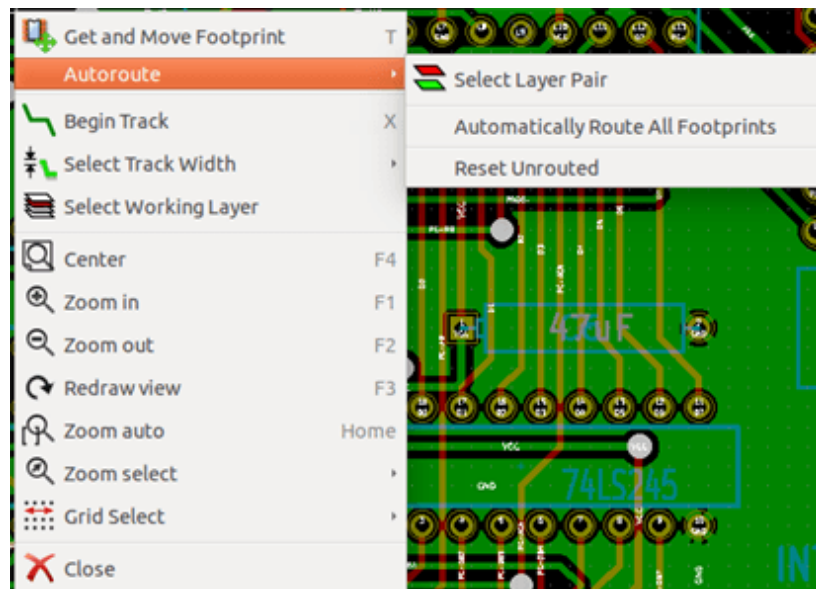 Get and Move Footprint T
Autoroute
Select Layer Pair
Begin Track X
Automatically Route All Footprints
Select Track Width
Reset Unrouted
Select Working Layer
Center F4
Zoom in F1
Zoom out F2
47uF
Redraw view F3
Zoom auto Home
VCC
VCC
Zoom select
GND
74LS245
Grid Select
Close